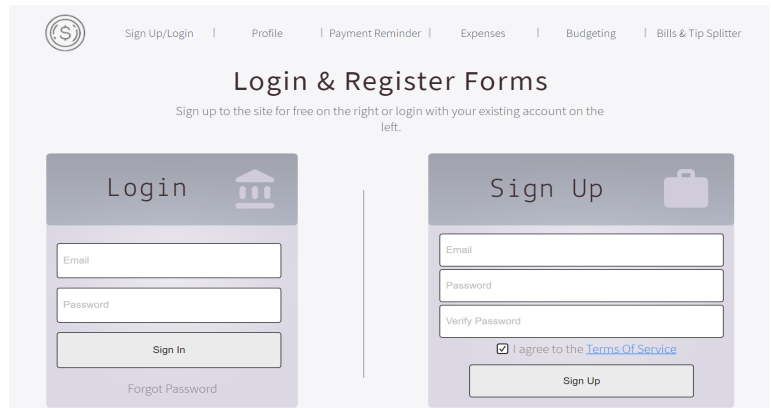 $
Sign Up/Login | Profile | Payment Reminder | Expenses | Budgeting | Bills & Tip Splitter
Login & Register Forms
Sign up to the site for free on the right or login with your existing account on the
left.
Login
Email
Password
Sign In
Forgot Password
Sign Up
Email
Password
Verify Password
I agree to the Terms Of Service
Sign Up